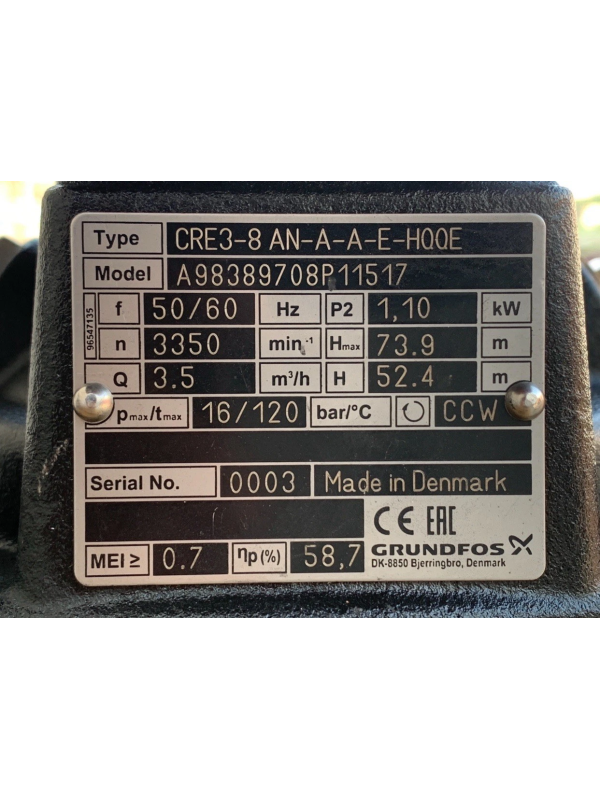 Type CRE3-8 AN-A-A-E-HQQE
Model A98389708P11517
96547135
f 50/60 Hz P2 1,10 kW
n 3350 min-1 Hmax 73.9 m
Q 3.5 m³/h H 52.4 m
pmax/tmax 16/120 bar/°C CCW
Serial No. 0003 Made in Denmark
CE EAC
GRUNDFOS
DK-8850 Bjerringbro, Denmark
MEI ≥ 0.7 ηp(%) 58,7